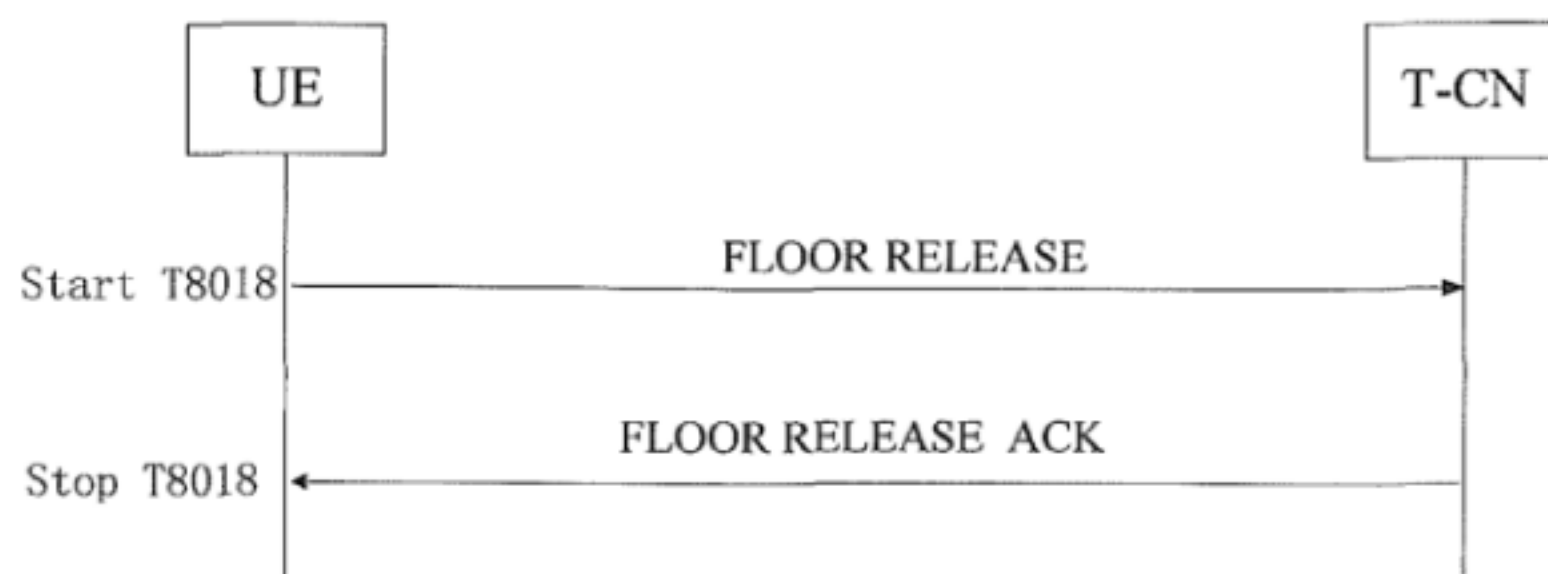 UE
T-CN
FLOOR RELEASE
Start T8018
FLOOR RELEASE ACK
Stop T8018